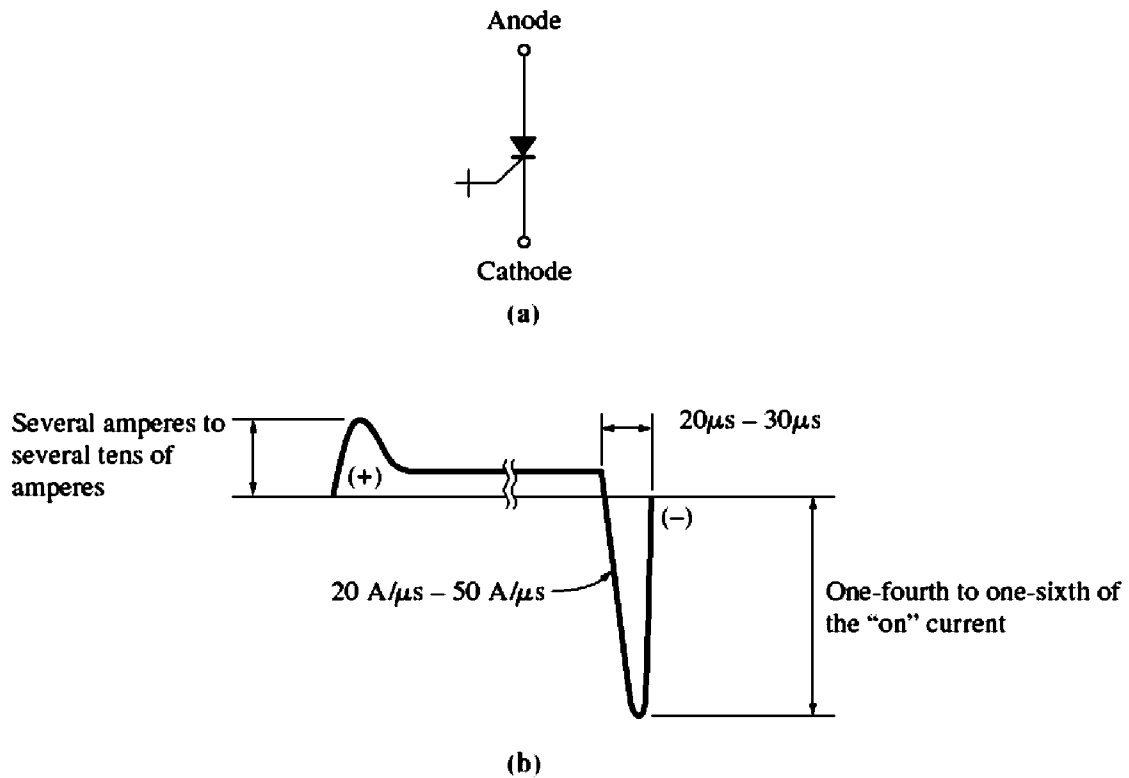 Anode
Cathode
(a)
Several amperes to
several tens of
amperes
(+)
20μs – 30μs
(–)
20 A/μs – 50 A/μs
One-fourth to one-sixth of
the “on” current
(b)